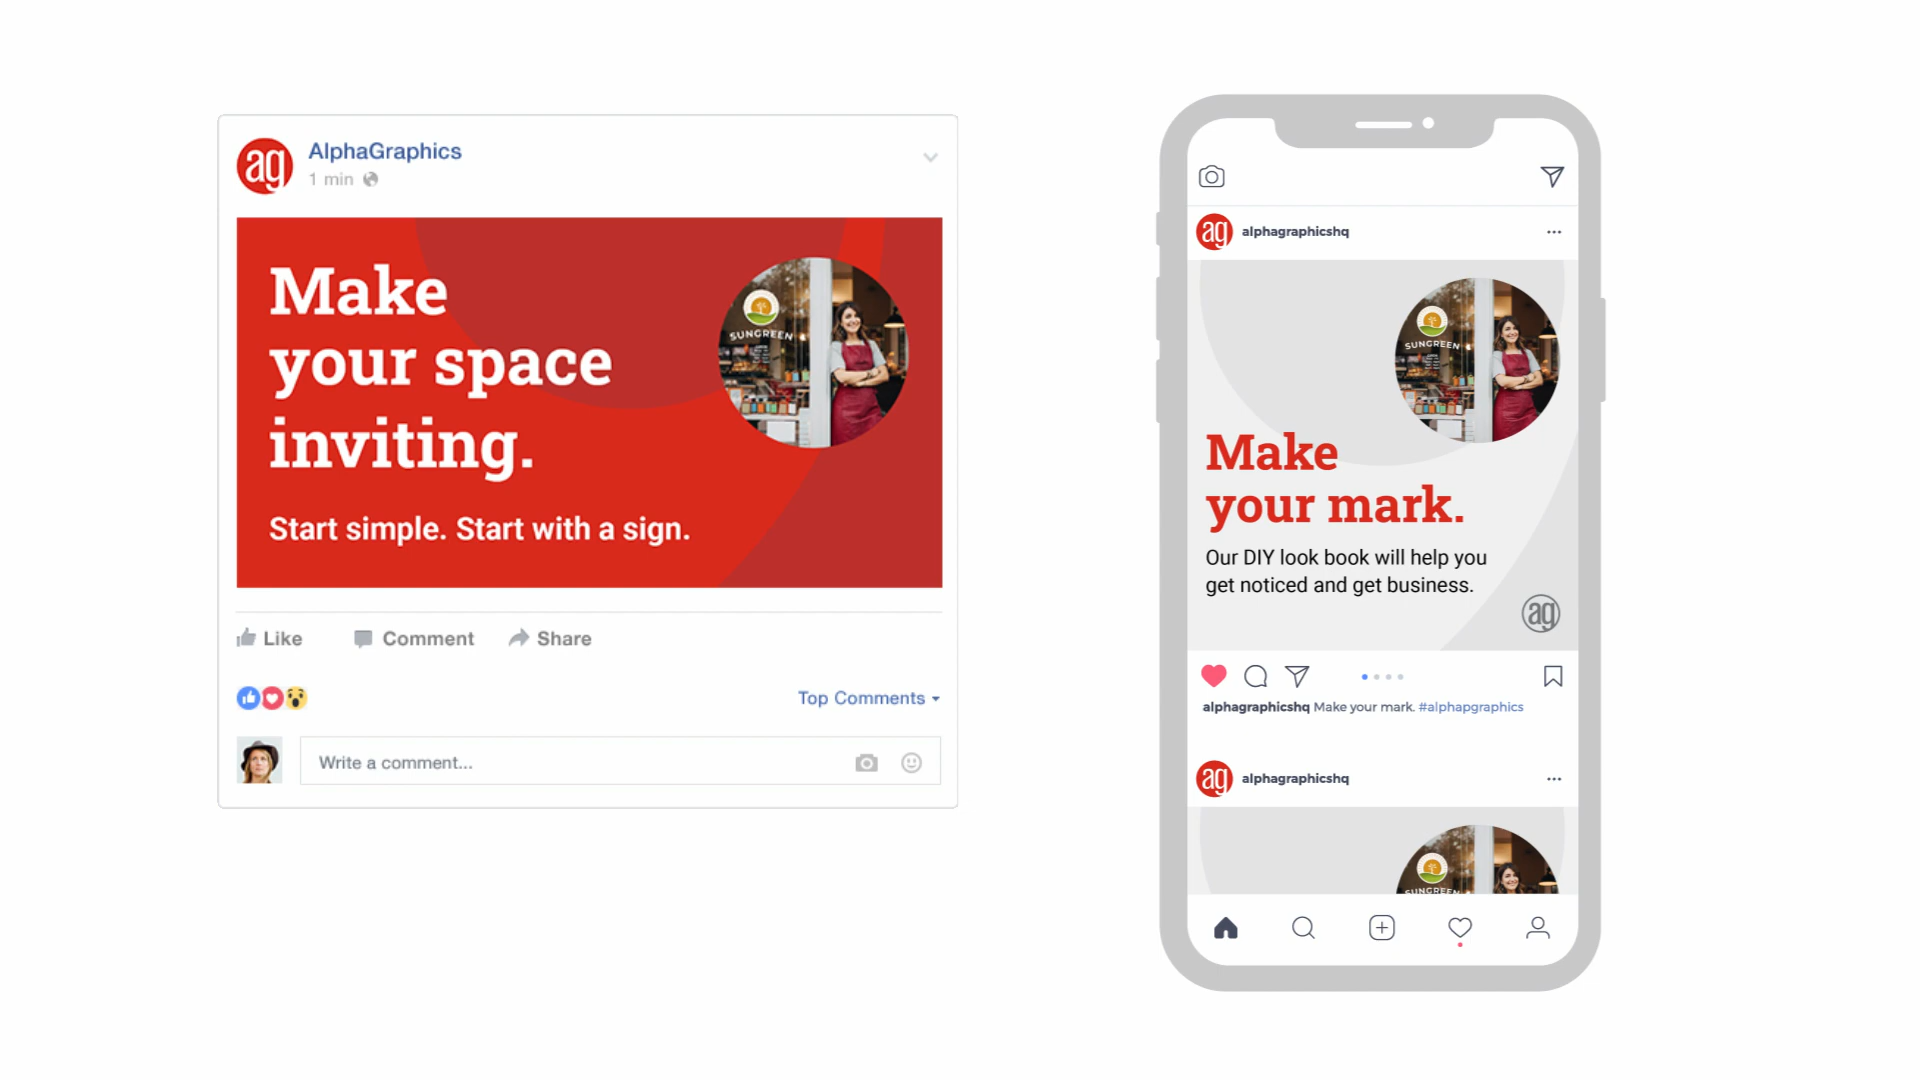 ag
AlphaGraphics
1 min
Make
your space
inviting.
SUNGREEN
Start simple. Start with a sign.
Like
Comment
Share
Top Comments
Write a comment...
ag
alphagraphicshq
SUNGREEN
Make
your mark.
Our DIY look book will help you
get noticed and get business.
ag
alphagraphicshq Make your mark. #alphapgraphics
ag
alphagraphicshq
SUNGREEN